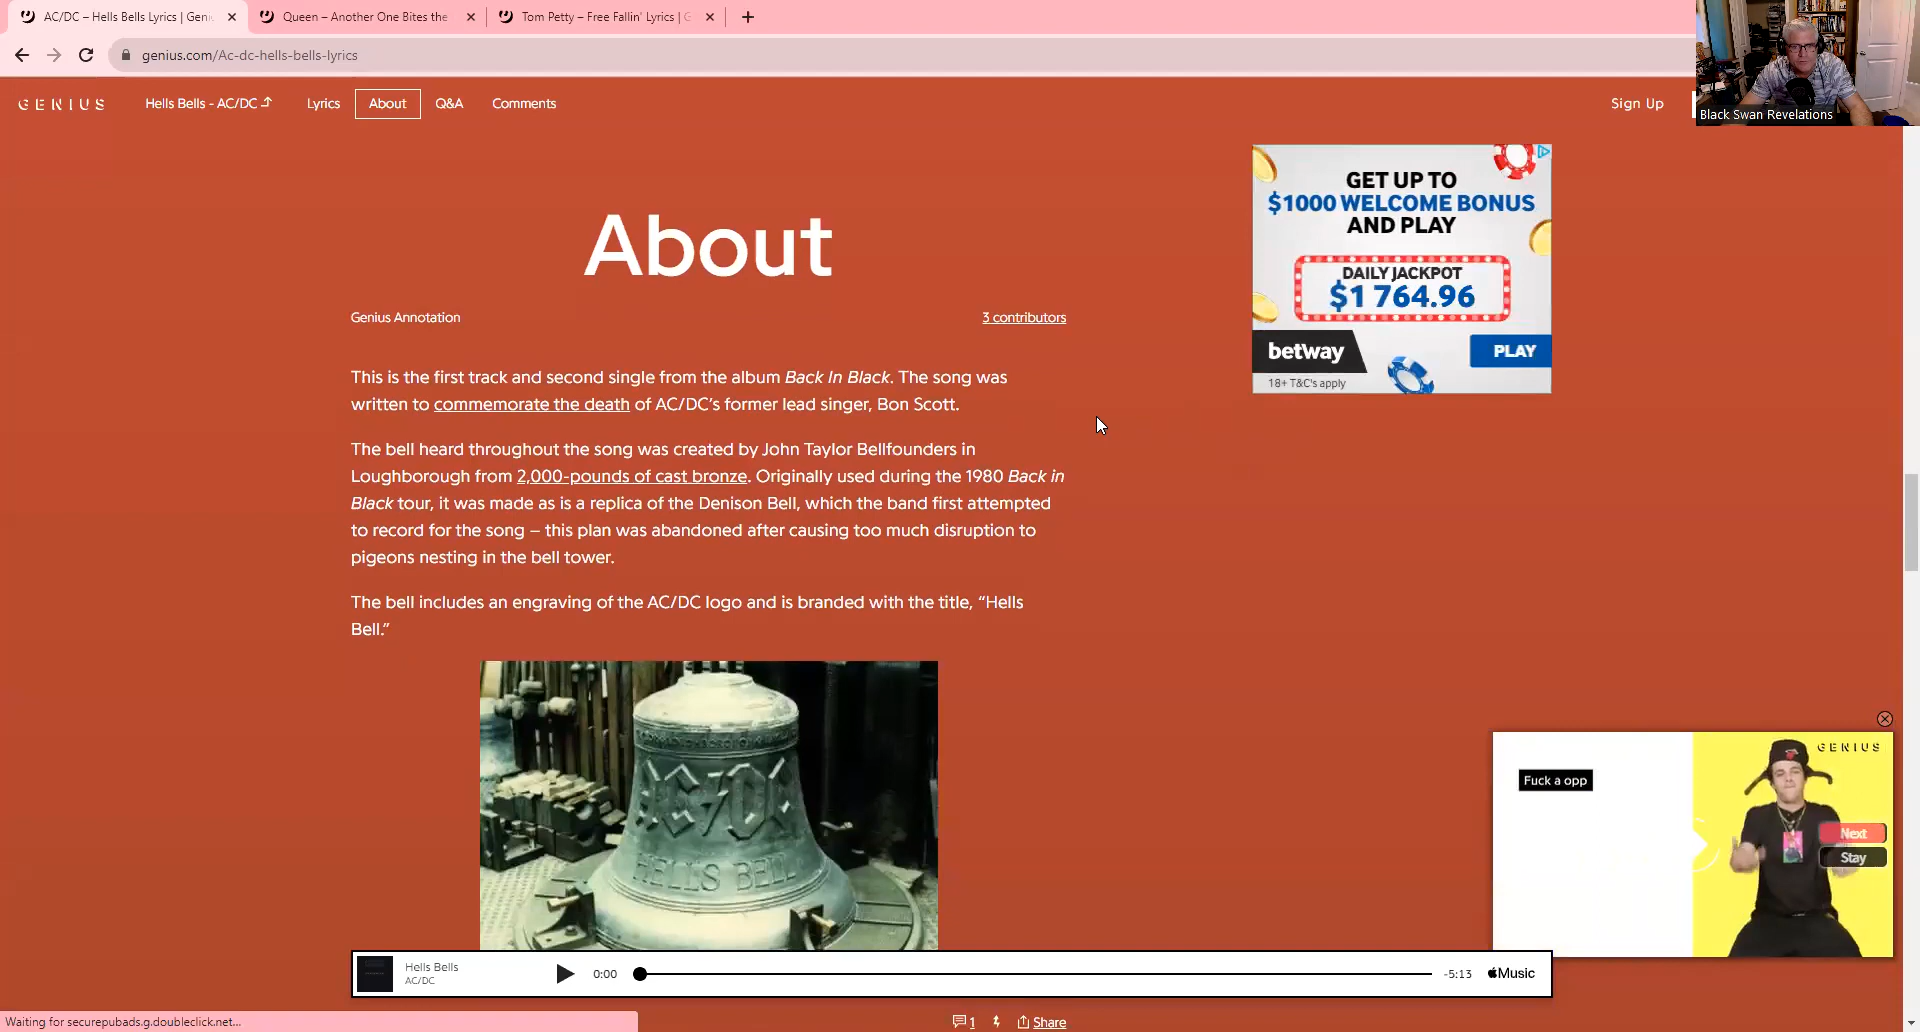 AC/DC – Hells Bells Lyrics | Geni
Queen – Another One Bites the
Tom Petty – Free Fallin' Lyrics | G
genius.com/Ac-dc-hells-bells-lyrics
GENIUS
Hells Bells - AC/DC
Lyrics
About
Q&A
Comments
Sign Up
Black Swan Revelations
About
Genius Annotation
3 contributors
This is the first track and second single from the album Back In Black. The song was
written to commemorate the death of AC/DC’s former lead singer, Bon Scott.
The bell heard throughout the song was created by John Taylor Bellfounders in
Loughborough from 2,000-pounds of cast bronze. Originally used during the 1980 Back in
Black tour, it was made as is a replica of the Denison Bell, which the band first attempted
to record for the song – this plan was abandoned after causing too much disruption to
pigeons nesting in the bell tower.
The bell includes an engraving of the AC/DC logo and is branded with the title, “Hells
Bell.”
GET UP TO
$1000 WELCOME BONUS
AND PLAY
DAILY JACKPOT
$1 764.96
betway
PLAY
18+ T&C's apply
AC/DC
HELL'S BELL
GENIUS
Fuck a opp
Next
Stay
Hells Bells
AC/DC
0:00
-5:13
Music
Waiting for securepubads.g.doubleclick.net...
1
Share